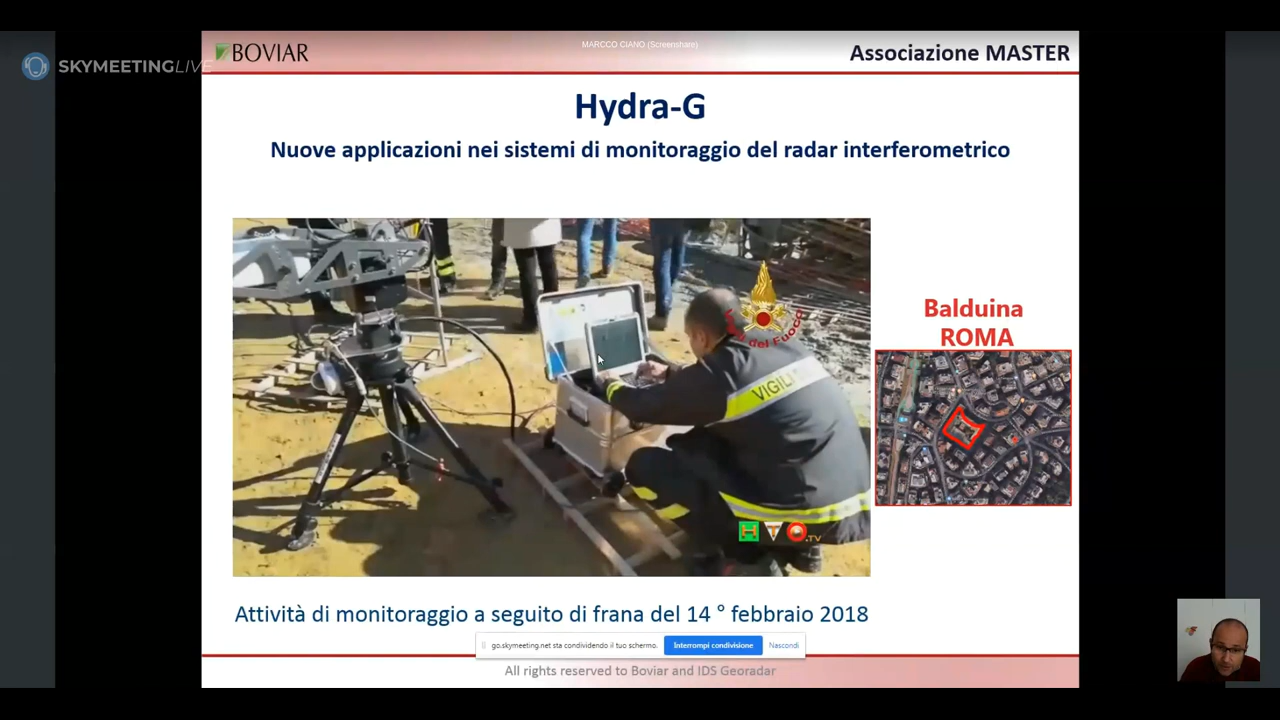 SKYMEETINGLIVE
BOVIAR
MARCCO CIANO (Screenshare)
Associazione MASTER
Hydra-G
Nuove applicazioni nei sistemi di monitoraggio del radar interferometrico
del Fuoco
VIGILI
.TV
Balduina
ROMA
Attività di monitoraggio a seguito di frana del 14 ° febbraio 2018
go.skymeeting.net sta condividendo il tuo schermo.
Interrompi condivisione
Nascondi
All rights reserved to Boviar and IDS Georadar